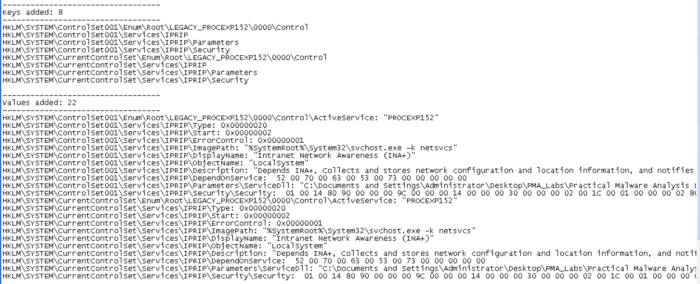 ----------------------------------
Keys added: 8
----------------------------------
HKLM\SYSTEM\ControlSet001\Enum\Root\LEGACY_PROCEXP152\0000\Control
HKLM\SYSTEM\ControlSet001\Services\IPRIP
HKLM\SYSTEM\ControlSet001\Services\IPRIP\Parameters
HKLM\SYSTEM\ControlSet001\Services\IPRIP\Security
HKLM\SYSTEM\CurrentControlSet\Enum\Root\LEGACY_PROCEXP152\0000\Control
HKLM\SYSTEM\CurrentControlSet\Services\IPRIP
HKLM\SYSTEM\CurrentControlSet\Services\IPRIP\Parameters
HKLM\SYSTEM\CurrentControlSet\Services\IPRIP\Security
----------------------------------
Values added: 22
----------------------------------
HKLM\SYSTEM\ControlSet001\Enum\Root\LEGACY_PROCEXP152\0000\Control\ActiveService: "PROCEXP152"
HKLM\SYSTEM\ControlSet001\Services\IPRIP\Type: 0x00000020
HKLM\SYSTEM\ControlSet001\Services\IPRIP\Start: 0x00000002
HKLM\SYSTEM\ControlSet001\Services\IPRIP\ErrorControl: 0x00000001
HKLM\SYSTEM\ControlSet001\Services\IPRIP\ImagePath: "%SystemRoot%\System32\svchost.exe -k netsvcs"
HKLM\SYSTEM\ControlSet001\Services\IPRIP\DisplayName: "Intranet Network Awareness (INA+)"
HKLM\SYSTEM\ControlSet001\Services\IPRIP\ObjectName: "LocalSystem"
HKLM\SYSTEM\ControlSet001\Services\IPRIP\Description: "Depends INA+, Collects and stores network configuration and location information, and notifies
HKLM\SYSTEM\ControlSet001\Services\IPRIP\DependOnService: 52 00 70 00 63 00 53 00 73 00 00 00 00 00
HKLM\SYSTEM\ControlSet001\Services\IPRIP\Parameters\ServiceDll: "C:\Documents and Settings\Administrator\Desktop\PMA_Labs\Practical Malware Analysis L
HKLM\SYSTEM\ControlSet001\Services\IPRIP\Security\Security: 01 00 14 80 90 00 00 00 9C 00 00 00 14 00 00 00 30 00 00 00 02 00 1C 00 01 00 00 00 02 80
HKLM\SYSTEM\CurrentControlSet\Enum\Root\LEGACY_PROCEXP152\0000\Control\ActiveService: "PROCEXP152"
HKLM\SYSTEM\CurrentControlSet\Services\IPRIP\Type: 0x00000020
HKLM\SYSTEM\CurrentControlSet\Services\IPRIP\Start: 0x00000002
HKLM\SYSTEM\CurrentControlSet\Services\IPRIP\ErrorControl: 0x00000001
HKLM\SYSTEM\CurrentControlSet\Services\IPRIP\ImagePath: "%SystemRoot%\System32\svchost.exe -k netsvcs"
HKLM\SYSTEM\CurrentControlSet\Services\IPRIP\DisplayName: "Intranet Network Awareness (INA+)"
HKLM\SYSTEM\CurrentControlSet\Services\IPRIP\ObjectName: "LocalSystem"
HKLM\SYSTEM\CurrentControlSet\Services\IPRIP\Description: "Depends INA+, Collects and stores network configuration and location information, and notif
HKLM\SYSTEM\CurrentControlSet\Services\IPRIP\DependOnService: 52 00 70 00 63 00 53 00 73 00 00 00 00 00
HKLM\SYSTEM\CurrentControlSet\Services\IPRIP\Parameters\ServiceDll: "C:\Documents and Settings\Administrator\Desktop\PMA_Labs\Practical Malware Analysi
HKLM\SYSTEM\CurrentControlSet\Services\IPRIP\Security\Security: 01 00 14 80 90 00 00 00 9C 00 00 00 14 00 00 00 30 00 00 00 02 00 1C 00 01 00 00 00